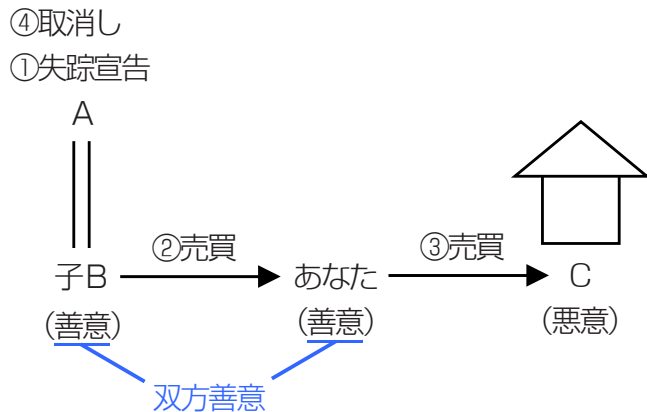 ④取消し
①失踪宣告
A
②売買
③売買
子B
あなた
C
(善意)
(善意)
(悪意)
双方善意